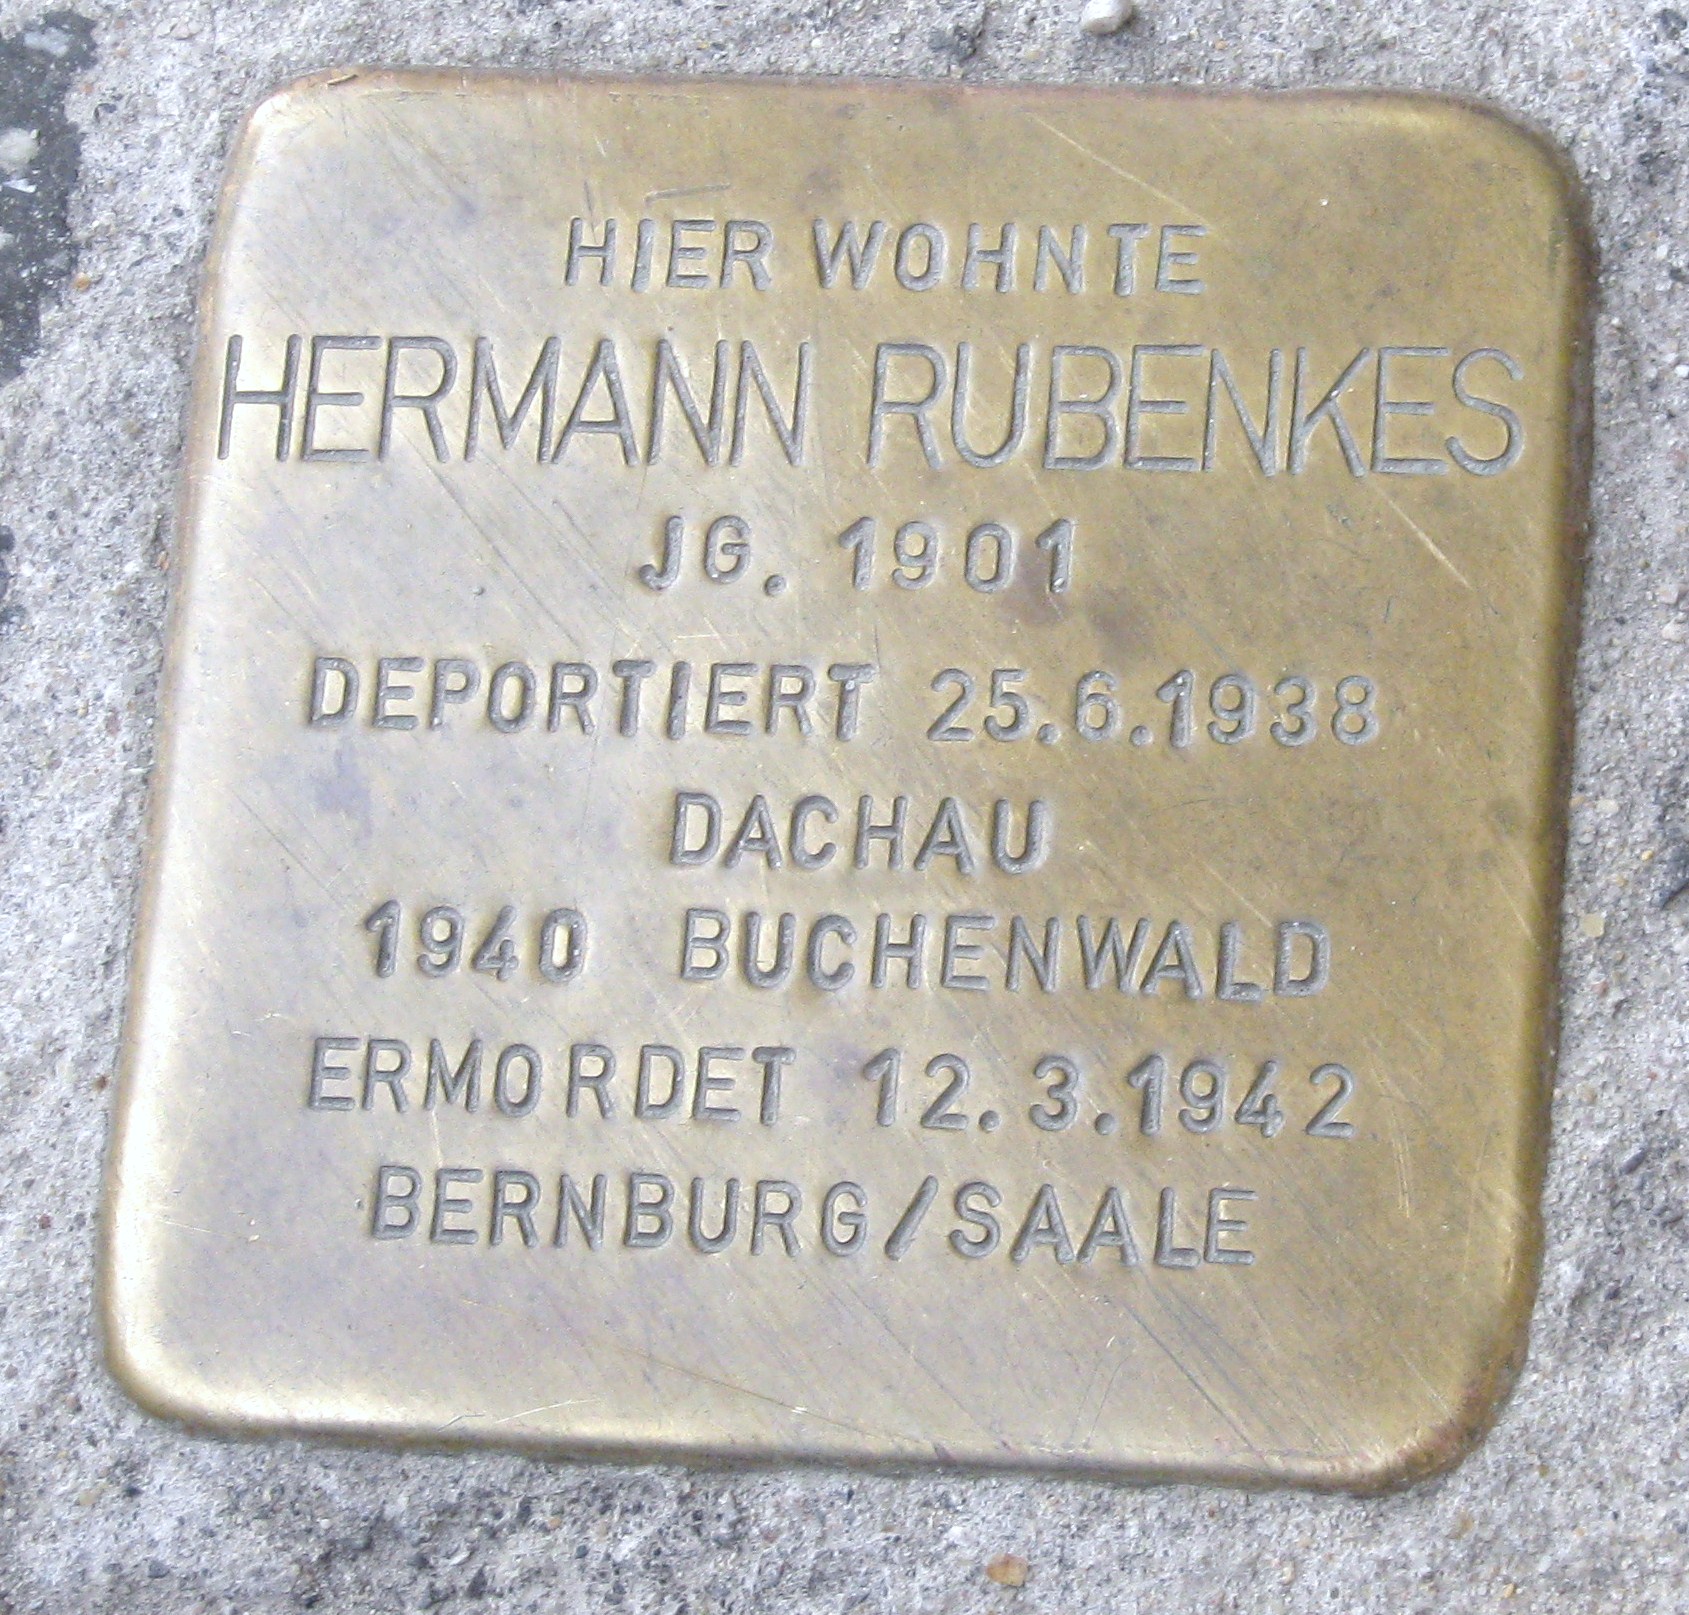 HIER WOHNTE
HERMANN RUBENKES
JG. 1901
DEPORTIERT 25.6.1938
DACHAU
1940 BUCHENWALD
ERMORDET 12.3.1942
BERNBURG/SAALE